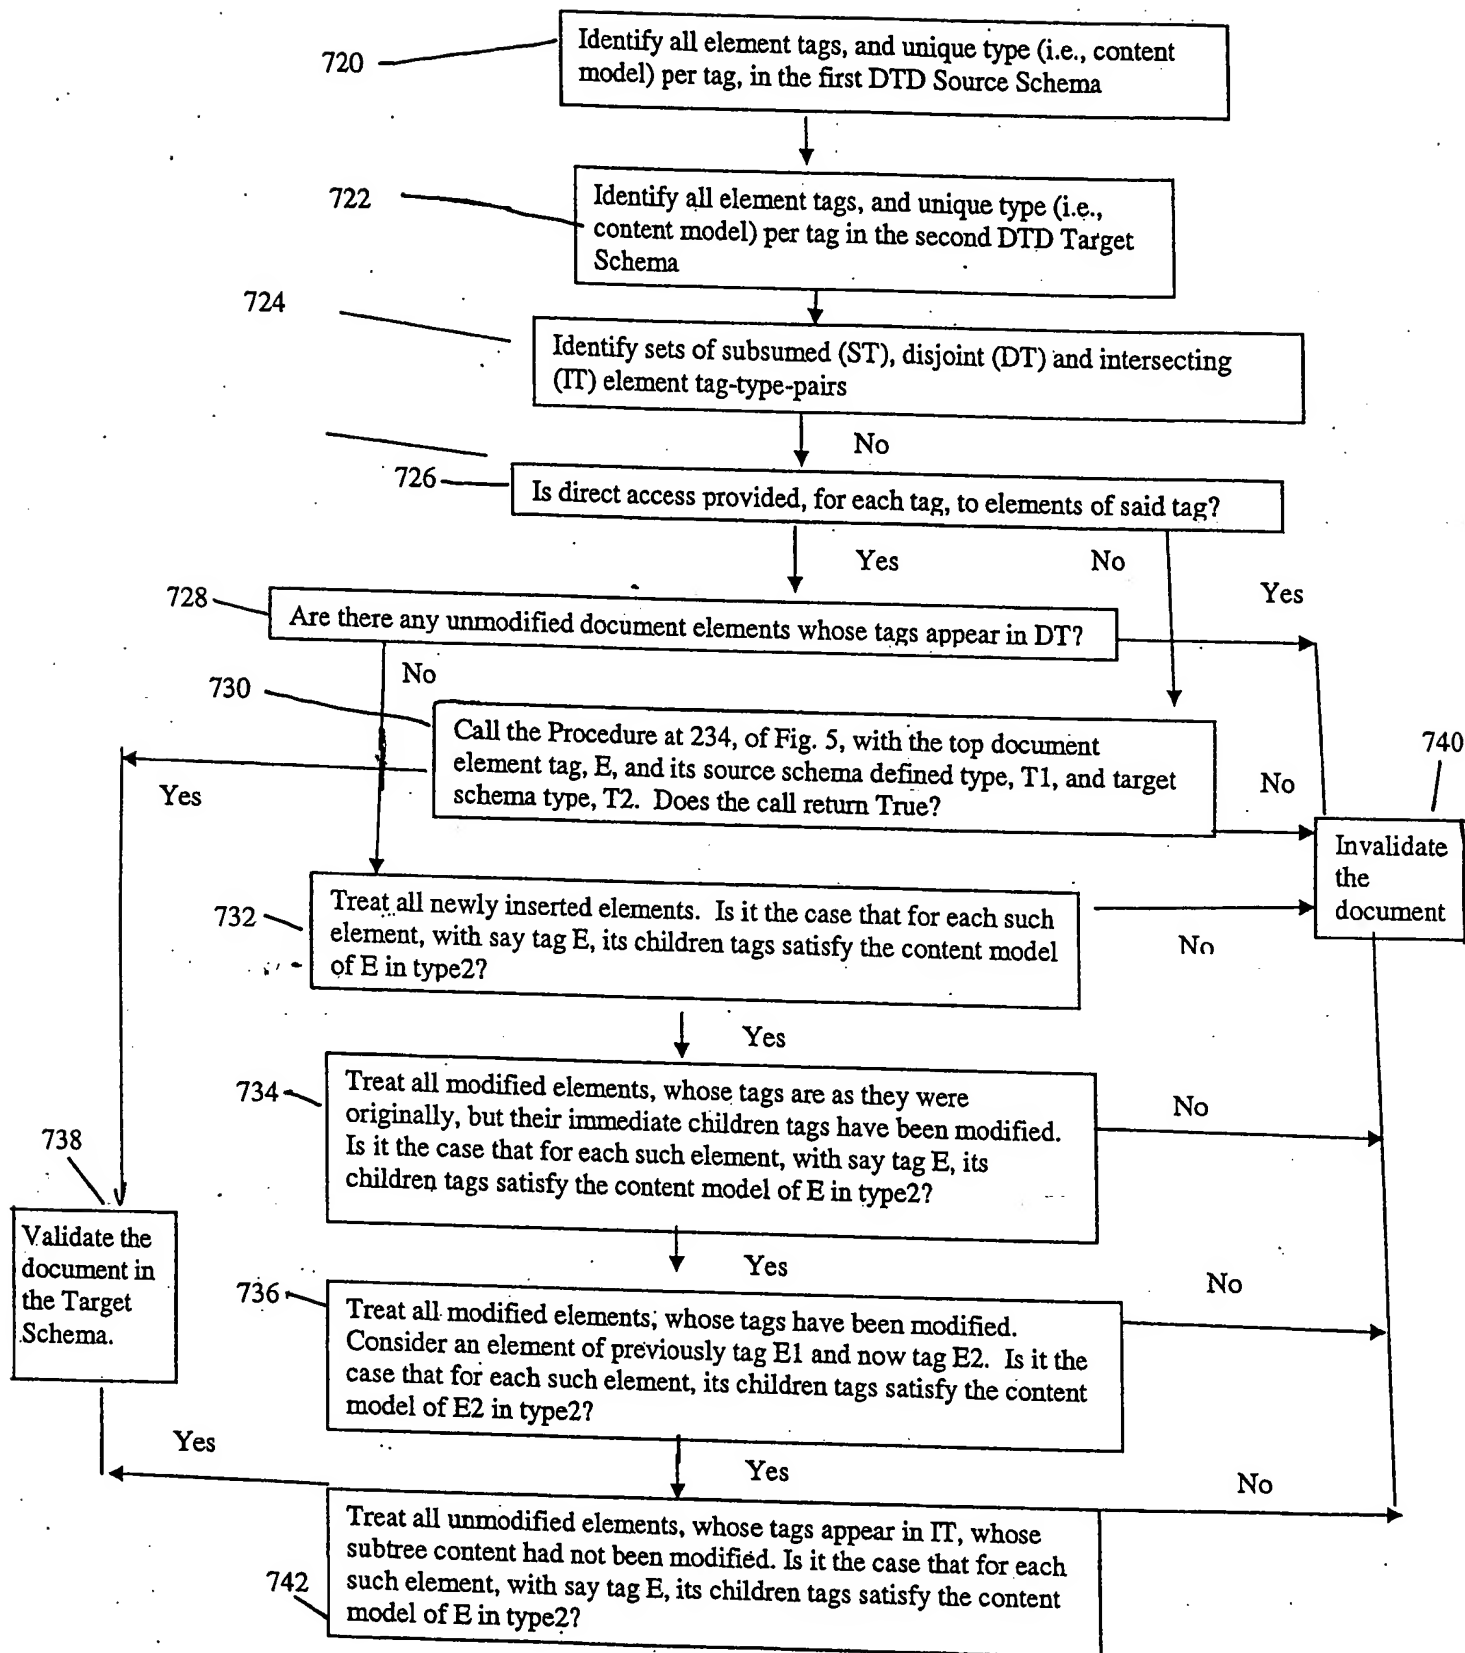 720
Identify all element tags, and unique type (i.e., content
model) per tag, in the first DTD Source Schema
722
Identify all element tags, and unique type (i.e.,
content model) per tag in the second DTD Target
Schema
724
Identify sets of subsumed (ST), disjoint (DT) and intersecting
(IT) element tag-type-pairs
No
726
Is direct access provided, for each tag, to elements of said tag?
Yes
No
Yes
728
Are there any unmodified document elements whose tags appear in DT?
No
730
Call the Procedure at 234, of Fig. 5, with the top document
element tag, E, and its source schema defined type, T1, and target
schema type, T2. Does the call return True?
Yes
No
740
Invalidate
the
document
732
Treat all newly inserted elements. Is it the case that for each such
element, with say tag E, its children tags satisfy the content model
of E in type2?
No
Yes
734
Treat all modified elements, whose tags are as they were
originally, but their immediate children tags have been modified.
Is it the case that for each such element, with say tag E, its
children tags satisfy the content model of E in type2?
No
738
Validate the
document in
the Target
Schema.
Yes
736
Treat all modified elements, whose tags have been modified.
Consider an element of previously tag E1 and now tag E2. Is it the
case that for each such element, its children tags satisfy the content
model of E2 in type2?
No
Yes
Yes
No
742
Treat all unmodified elements, whose tags appear in IT, whose
subtree content had not been modified. Is it the case that for each
such element, with say tag E, its children tags satisfy the content
model of E in type2?